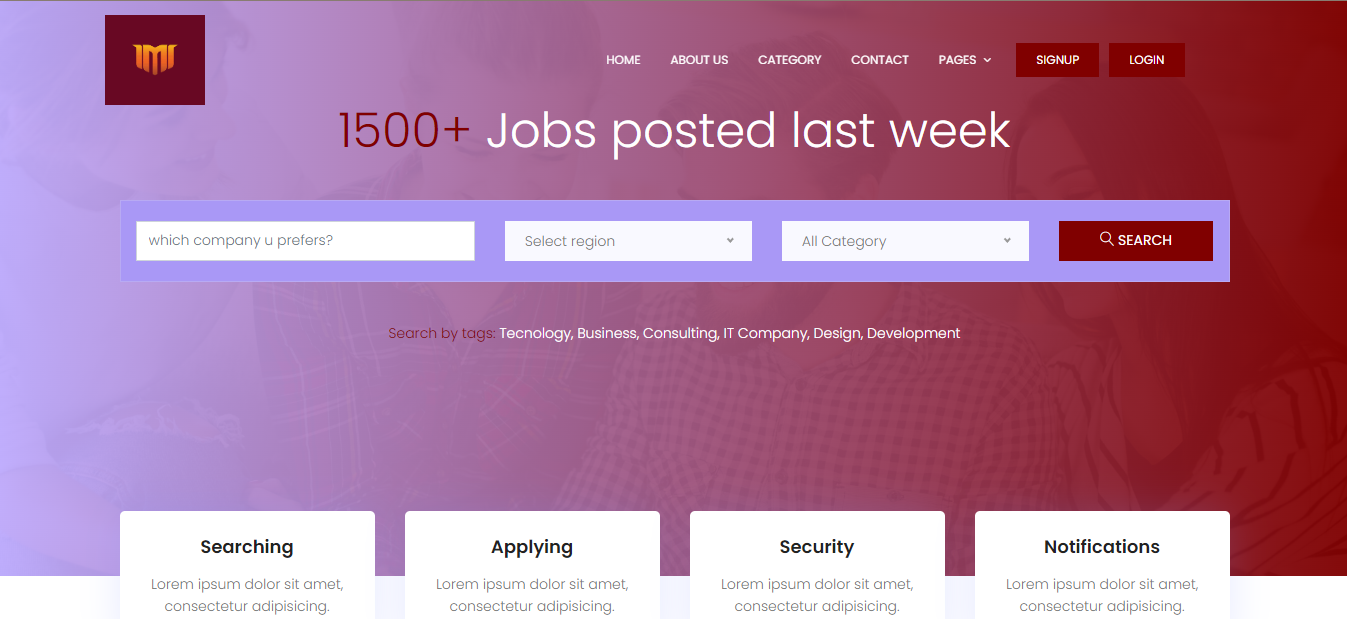 HOME ABOUT US CATEGORY CONTACT PAGES SIGNUP LOGIN
1500+ Jobs posted last week
which company u prefers? Select region All Category SEARCH
Search by tags: Tecnology, Business, Consulting, IT Company, Design, Development
Searching
Lorem ipsum dolor sit amet,
consectetur adipisicing.
Applying
Lorem ipsum dolor sit amet,
consectetur adipisicing.
Security
Lorem ipsum dolor sit amet,
consectetur adipisicing.
Notifications
Lorem ipsum dolor sit amet,
consectetur adipisicing.